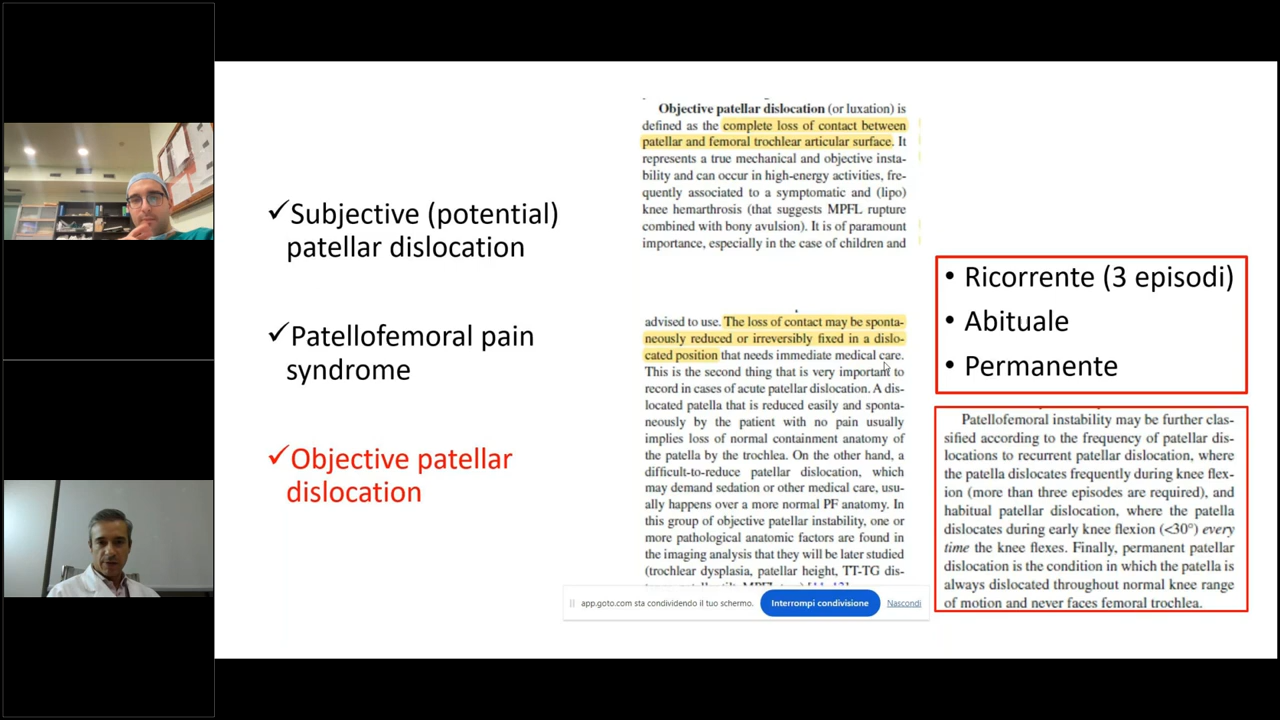 ✓Subjective (potential)
patellar dislocation
✓Patellofemoral pain
syndrome
✓Objective patellar
dislocation
Objective patellar dislocation (or luxation) is
defined as the complete loss of contact between
patellar and femoral trochlear articular surface. It
represents a true mechanical and objective insta-
bility and can occur in high-energy activities, fre-
quently associated to a symptomatic and (lipo)
knee hemarthrosis (that suggests MPFL rupture
combined with bony avulsion). It is of paramount
importance, especially in the case of children and
advised to use. The loss of contact may be sponta-
neously reduced or irreversibly fixed in a dislo-
cated position that needs immediate medical care.
This is the second thing that is very important to
record in cases of acute patellar dislocation. A dis-
located patella that is reduced easily and sponta-
neously by the patient with no pain usually
implies loss of normal containment anatomy of
the patella by the trochlea. On the other hand, a
difficult-to-reduce patellar dislocation, which
may demand sedation or other medical care, usu-
ally happens over a more normal PF anatomy. In
this group of objective patellar instability, one or
more pathological anatomic factors are found in
the imaging analysis that they will be later studied
(trochlear dysplasia, patellar height, TT-TG dis-
app.goto.com sta condividendo il tuo schermo.
Interrompi condivisione
Nascondi
• Ricorrente (3 episodi)
• Abituale
• Permanente
Patellofemoral instability may be further clas-
sified according to the frequency of patellar dis-
locations to recurrent patellar dislocation, where
the patella dislocates frequently during knee flex-
ion (more than three episodes are required), and
habitual patellar dislocation, where the patella
dislocates during early knee flexion (<30°) every
time the knee flexes. Finally, permanent patellar
dislocation is the condition in which the patella is
always dislocated throughout normal knee range
of motion and never faces femoral trochlea.